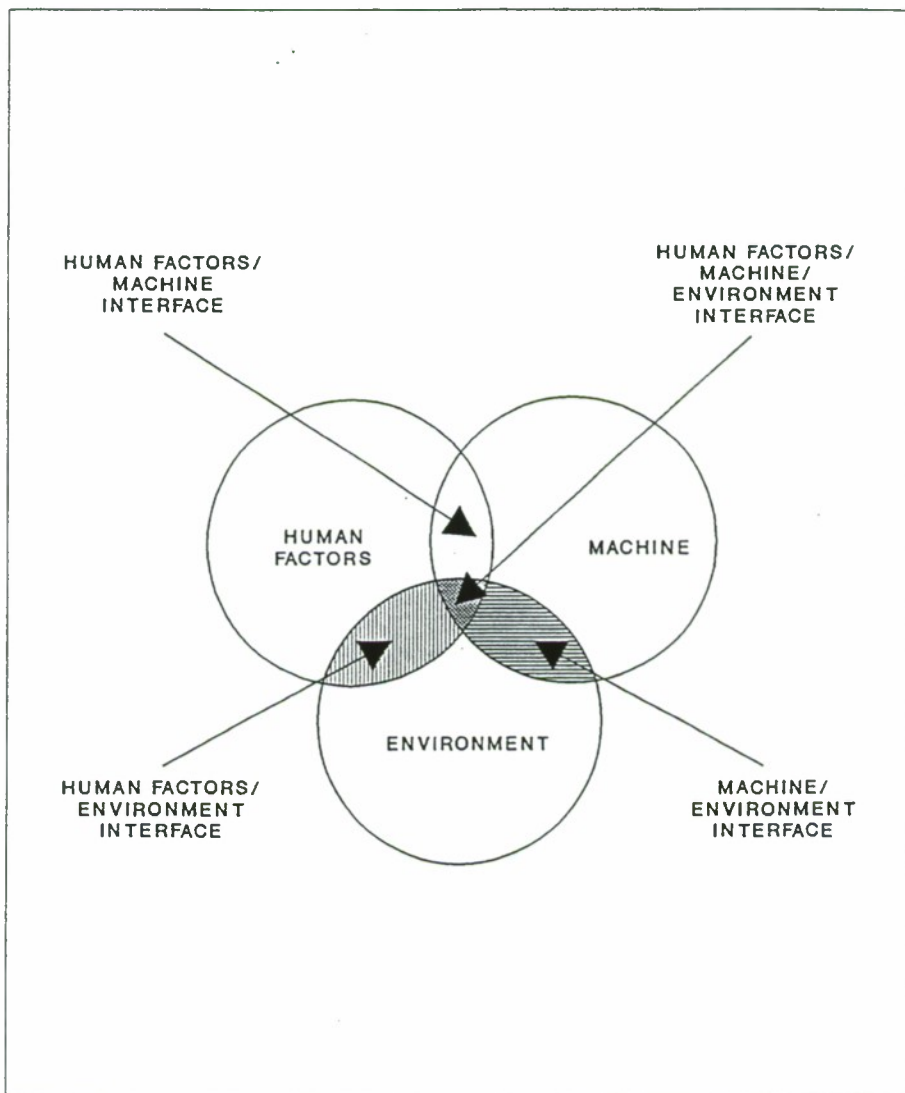 HUMAN FACTORS/
MACHINE
INTERFACE
HUMAN FACTORS/
MACHINE/
ENVIRONMENT
INTERFACE
HUMAN
FACTORS
MACHINE
ENVIRONMENT
HUMAN FACTORS/
ENVIRONMENT
INTERFACE
MACHINE/
ENVIRONMENT
INTERFACE